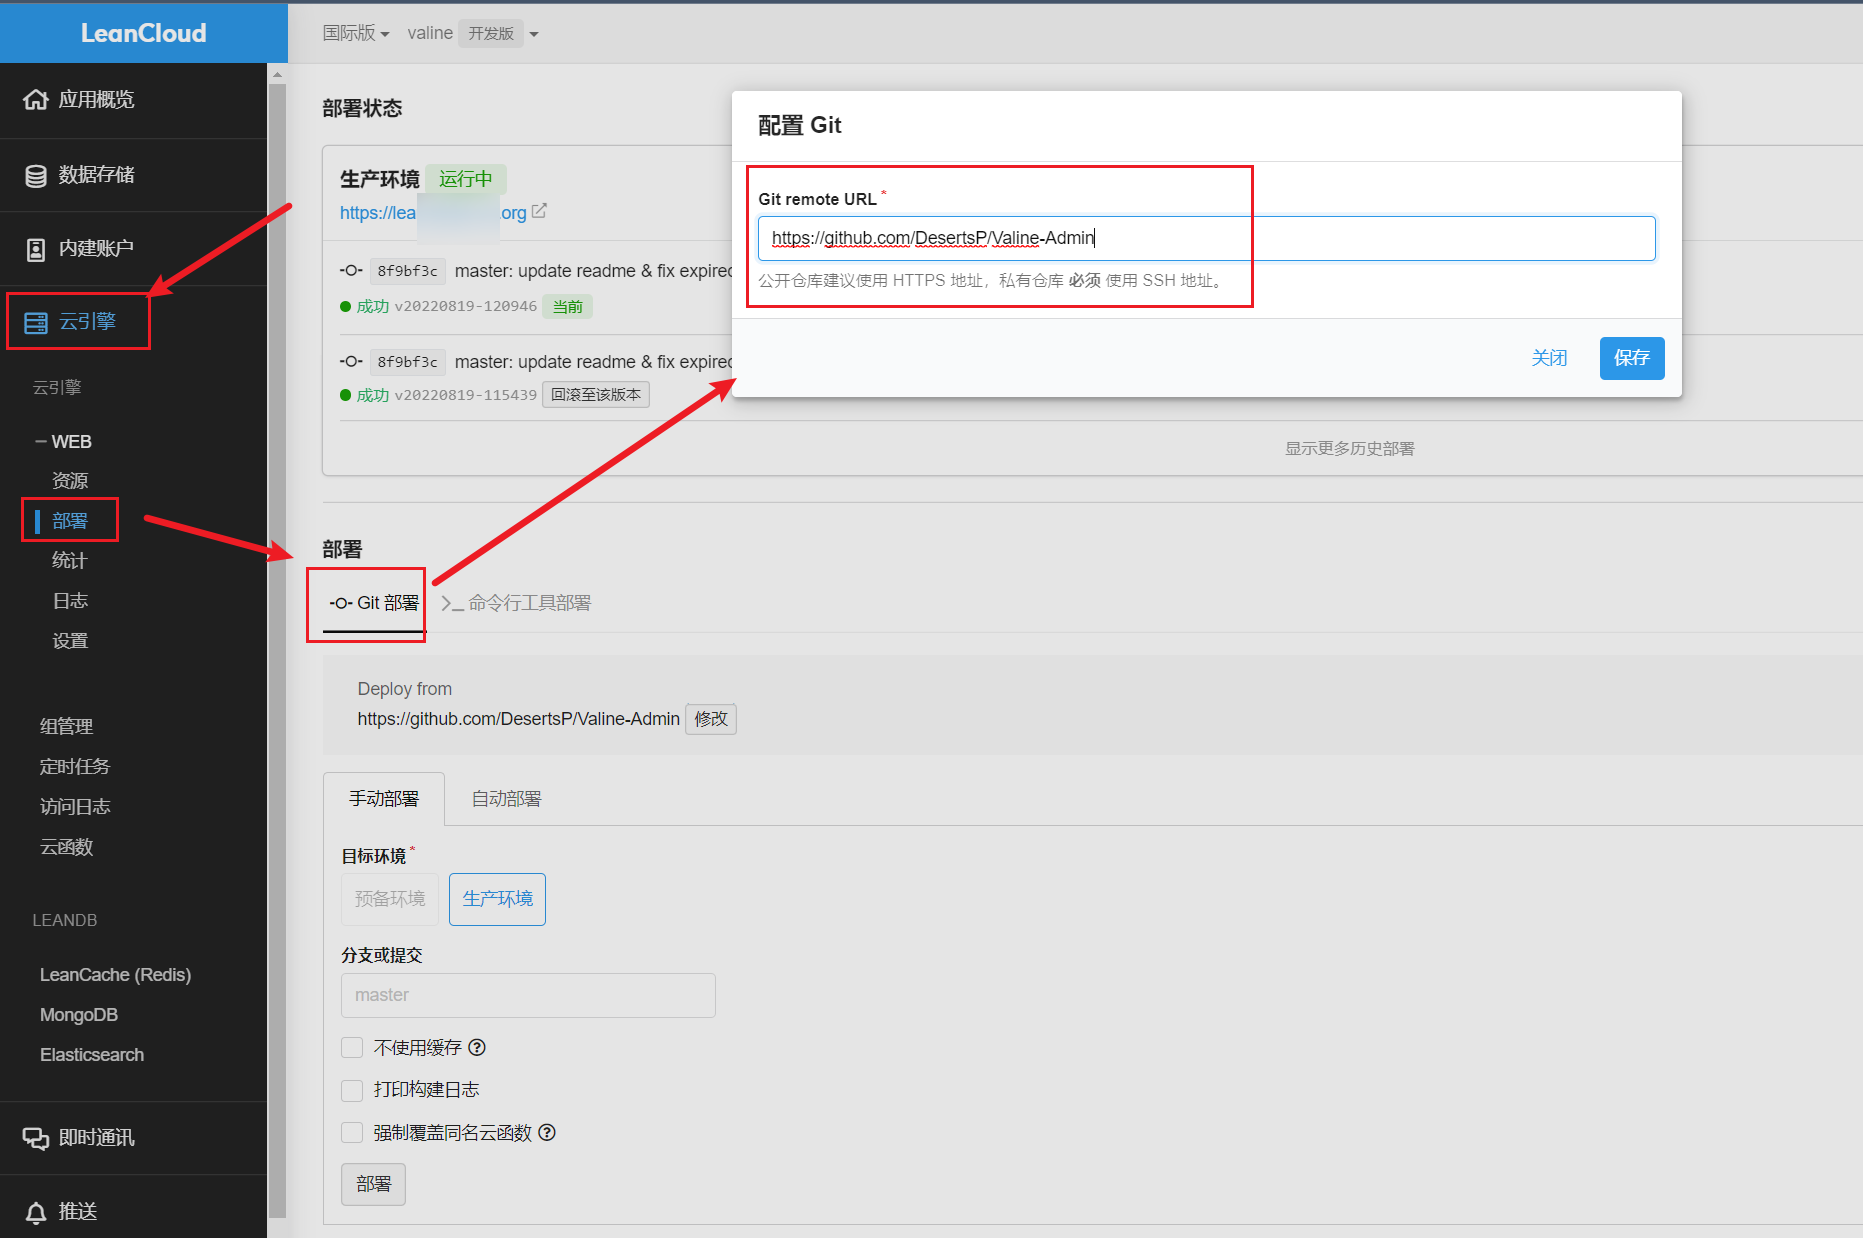 LeanCloud
国际版 valine 开发版
应用概览
数据存储
内建账户
云引擎
云引擎
WEB
资源
部署
统计
日志
设置
组管理
定时任务
访问日志
云函数
LEANDB
LeanCache (Redis)
MongoDB
Elasticsearch
即时通讯
推送
部署状态
生产环境 运行中
https://lea .org
8f9bf3c master: update readme & fix expired
成功 v20220819-120946 当前
8f9bf3c master: update readme & fix expired
成功 v20220819-115439 回滚至该版本
显示更多历史部署
配置 Git
Git remote URL *
https://github.com/DesertsP/Valine-Admin
公开仓库建议使用 HTTPS 地址，私有仓库 必须 使用 SSH 地址。
关闭 保存
部署
Git 部署 >_ 命令行工具部署
Deploy from
https://github.com/DesertsP/Valine-Admin 修改
手动部署 自动部署
目标环境 *
预备环境 生产环境
分支或提交
master
不使用缓存 ?
打印构建日志
强制覆盖同名云函数 ?
部署